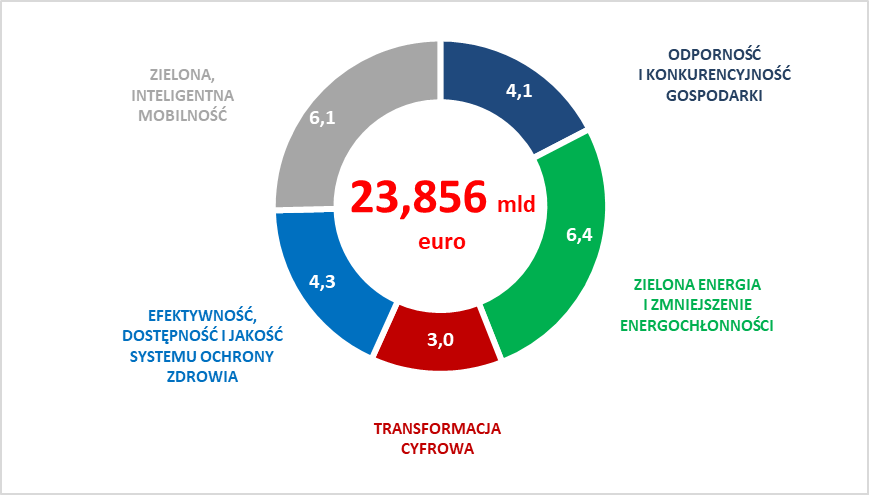 ODPORNOŚĆ
I KONKURENCYJNOŚĆ
GOSPODARKI
4,1
ZIELONA,
INTELIGENTNA
MOBILNOŚĆ
6,1
23,856 mld
euro
6,4
ZIELONA ENERGIA
I ZMNIEJSZENIE
ENERGOCHŁONNOŚCI
4,3
EFEKTYWNOŚĆ,
DOSTĘPNOŚĆ I JAKOŚĆ
SYSTEMU OCHRONY
ZDROWIA
3,0
TRANSFORMACJA
CYFROWA